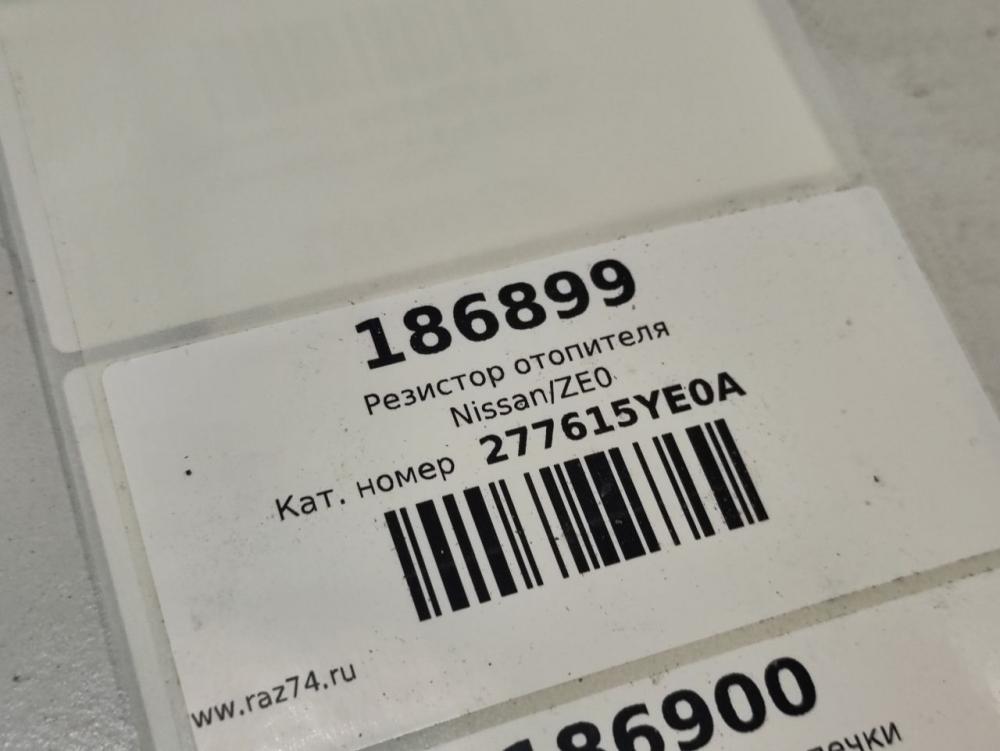 186899
Резистор отопителя
Nissan/ZE0
Кат. номер 277615YE0A
www.raz74.ru
186900